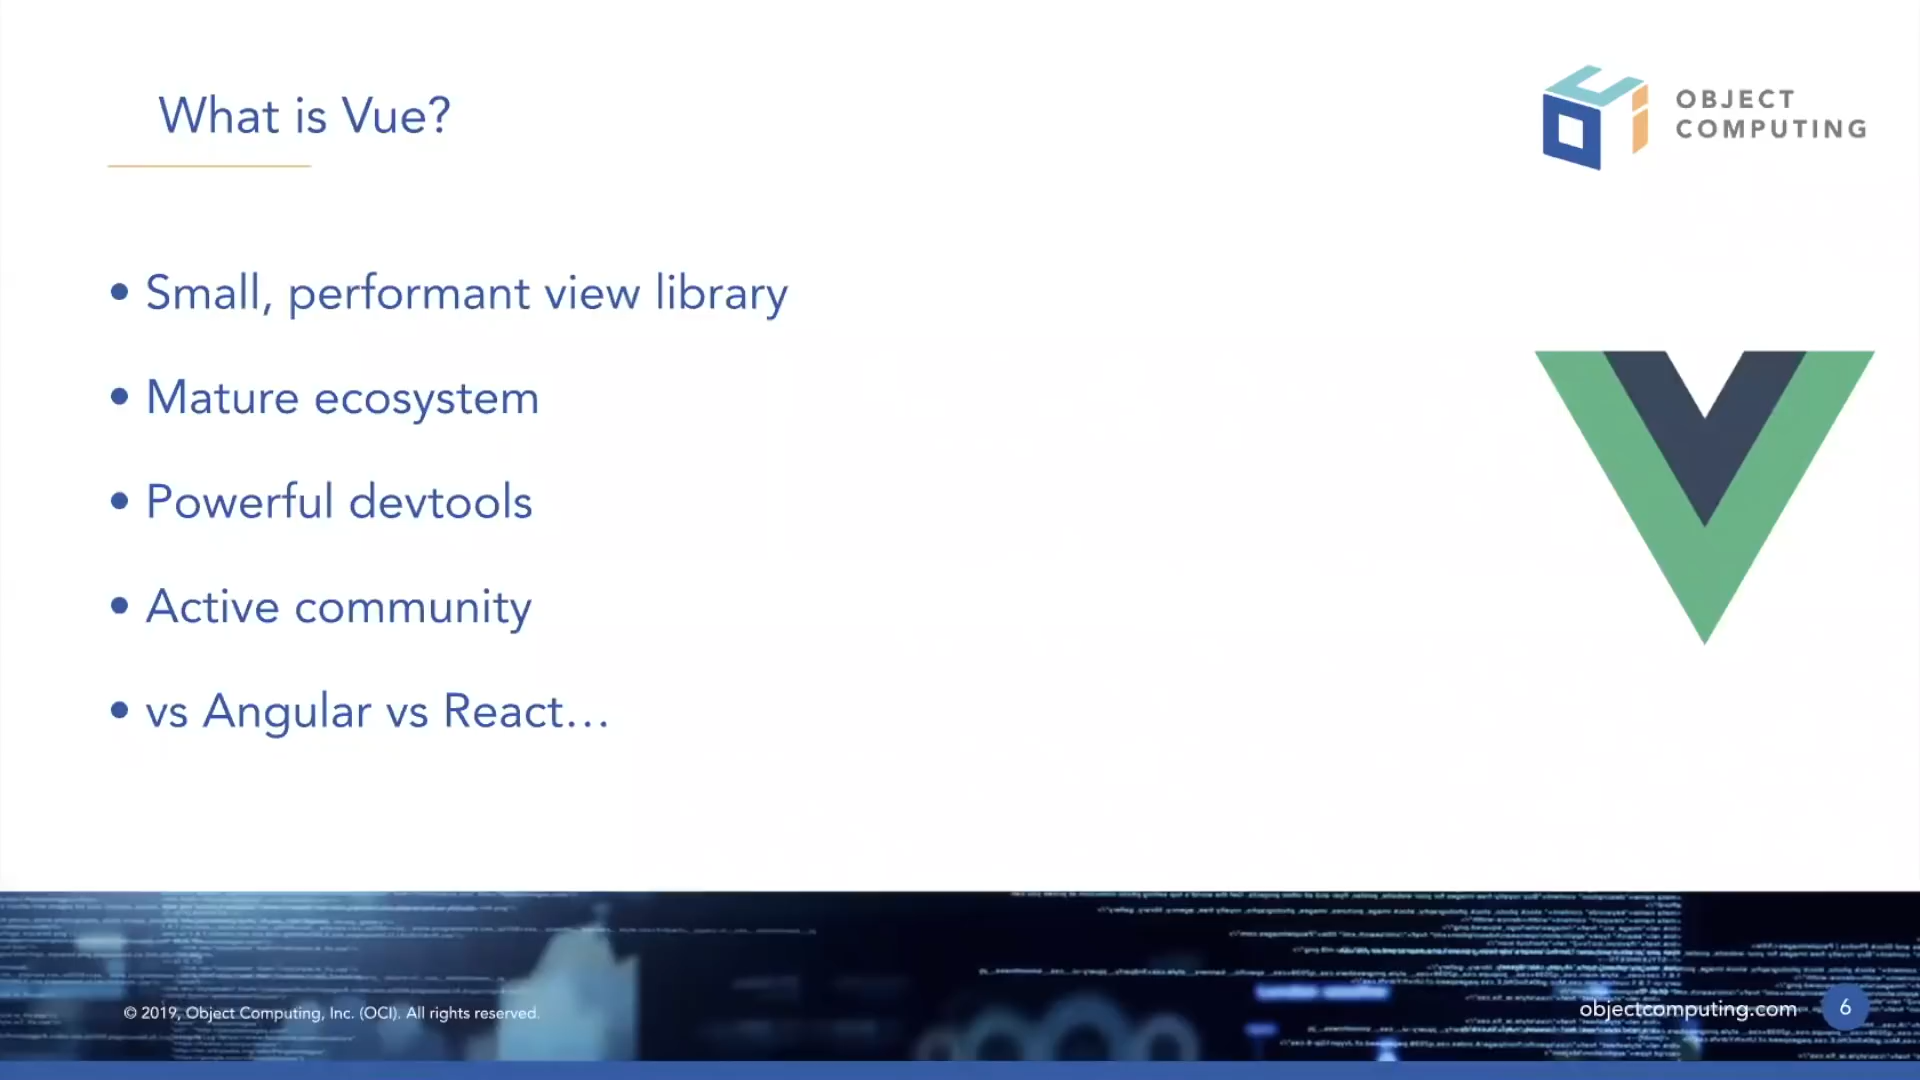 What is Vue?
OBJECT
COMPUTING
• Small, performant view library
• Mature ecosystem
• Powerful devtools
• Active community
• vs Angular vs React…
© 2019, Object Computing, Inc. (OCI). All rights reserved.
objectcomputing.com
6